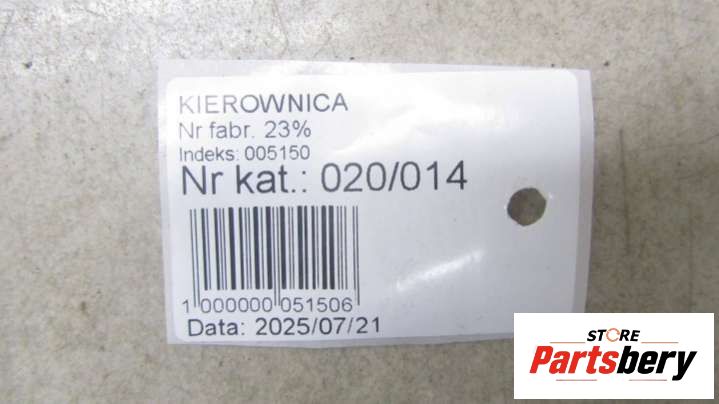 KIEROWNICA
Nr fabr. 23%
Indeks: 005150
Nr kat.: 020/014
1 000000 051506
Data: 2025/07/21
STORE
Partsbery